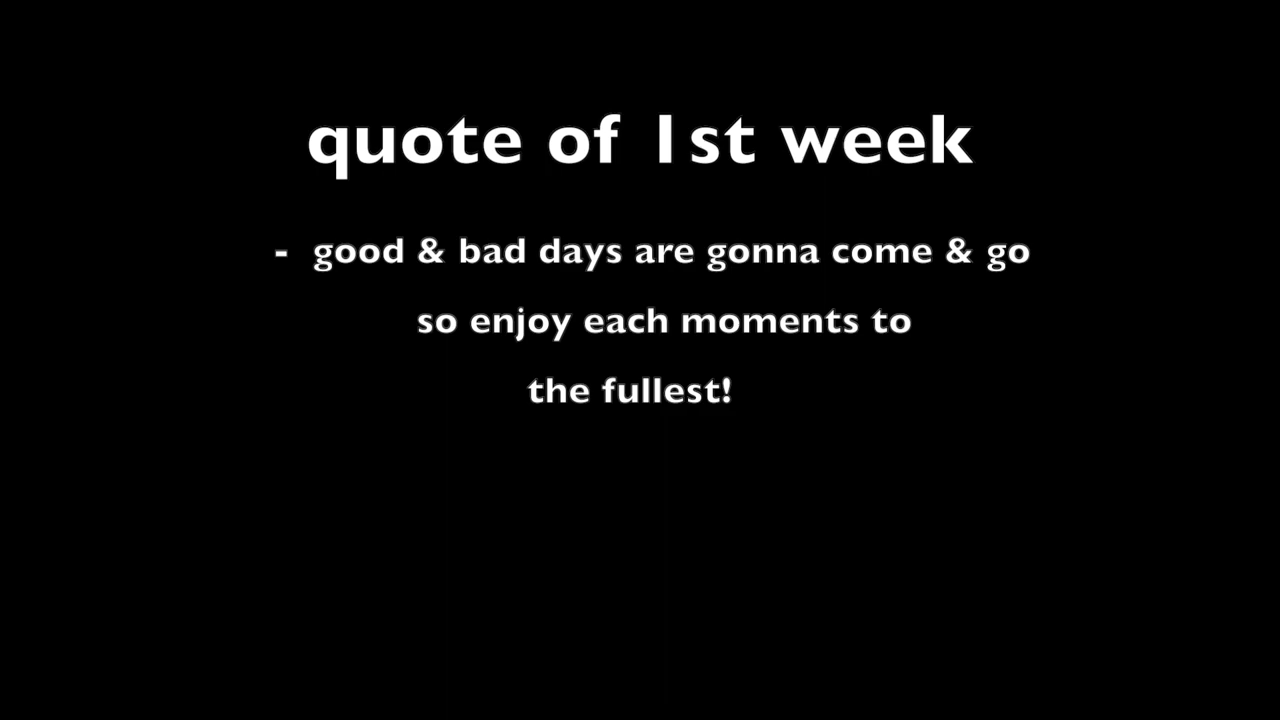 quote of 1st week
- good & bad days are gonna come & go
so enjoy each moments to
the fullest!